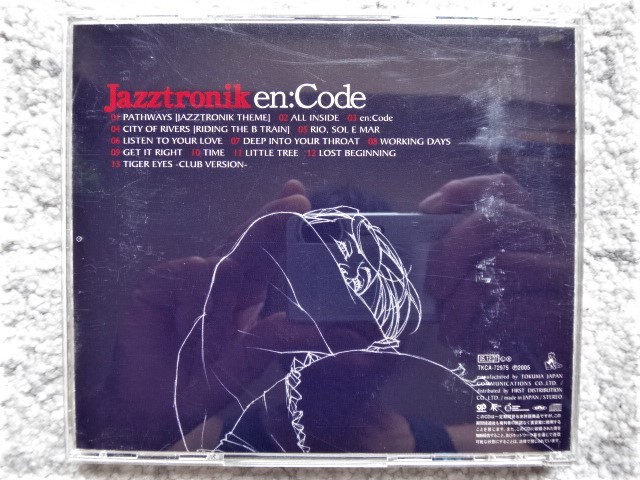 Jazztronik en:Code
01 PATHWAYS [JAZZTRONIK THEME] 02 ALL INSIDE 03 en:Code
04 CITY OF RIVERS [RIDING THE B TRAIN] 05 RIO, SOL E MAR
06 LISTEN TO YOUR LOVE 07 DEEP INTO YOUR THROAT 08 WORKING DAYS
09 GET IT RIGHT 10 TIME 11 LITTLE TREE 12 LOST BEGINNING
13 TIGER EYES -CLUB VERSION-
TKCA-72975 Ⓟ2005
manufactured by TOKUMA JAPAN
COMMUNICATIONS CO.,LTD. /
distributed by FIRST DISTRIBUTION
CO.,LTD. / made in JAPAN / STEREO